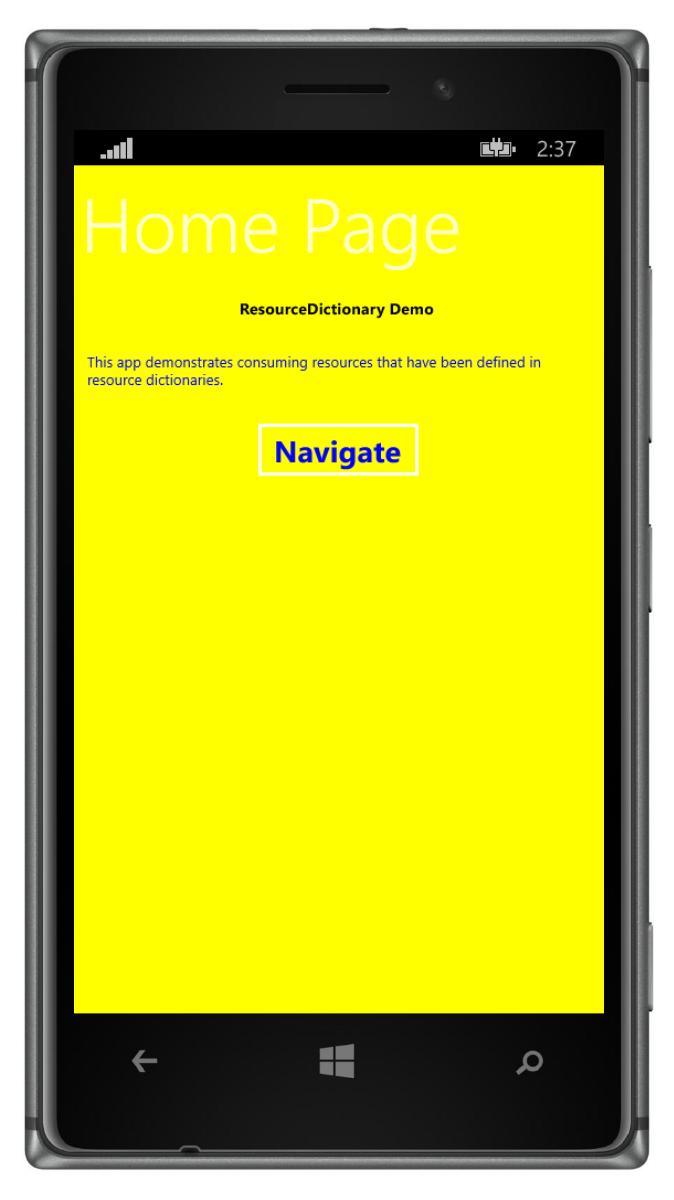 2:37
Home Page
ResourceDictionary Demo
This app demonstrates consuming resources that have been defined in
resource dictionaries.
Navigate